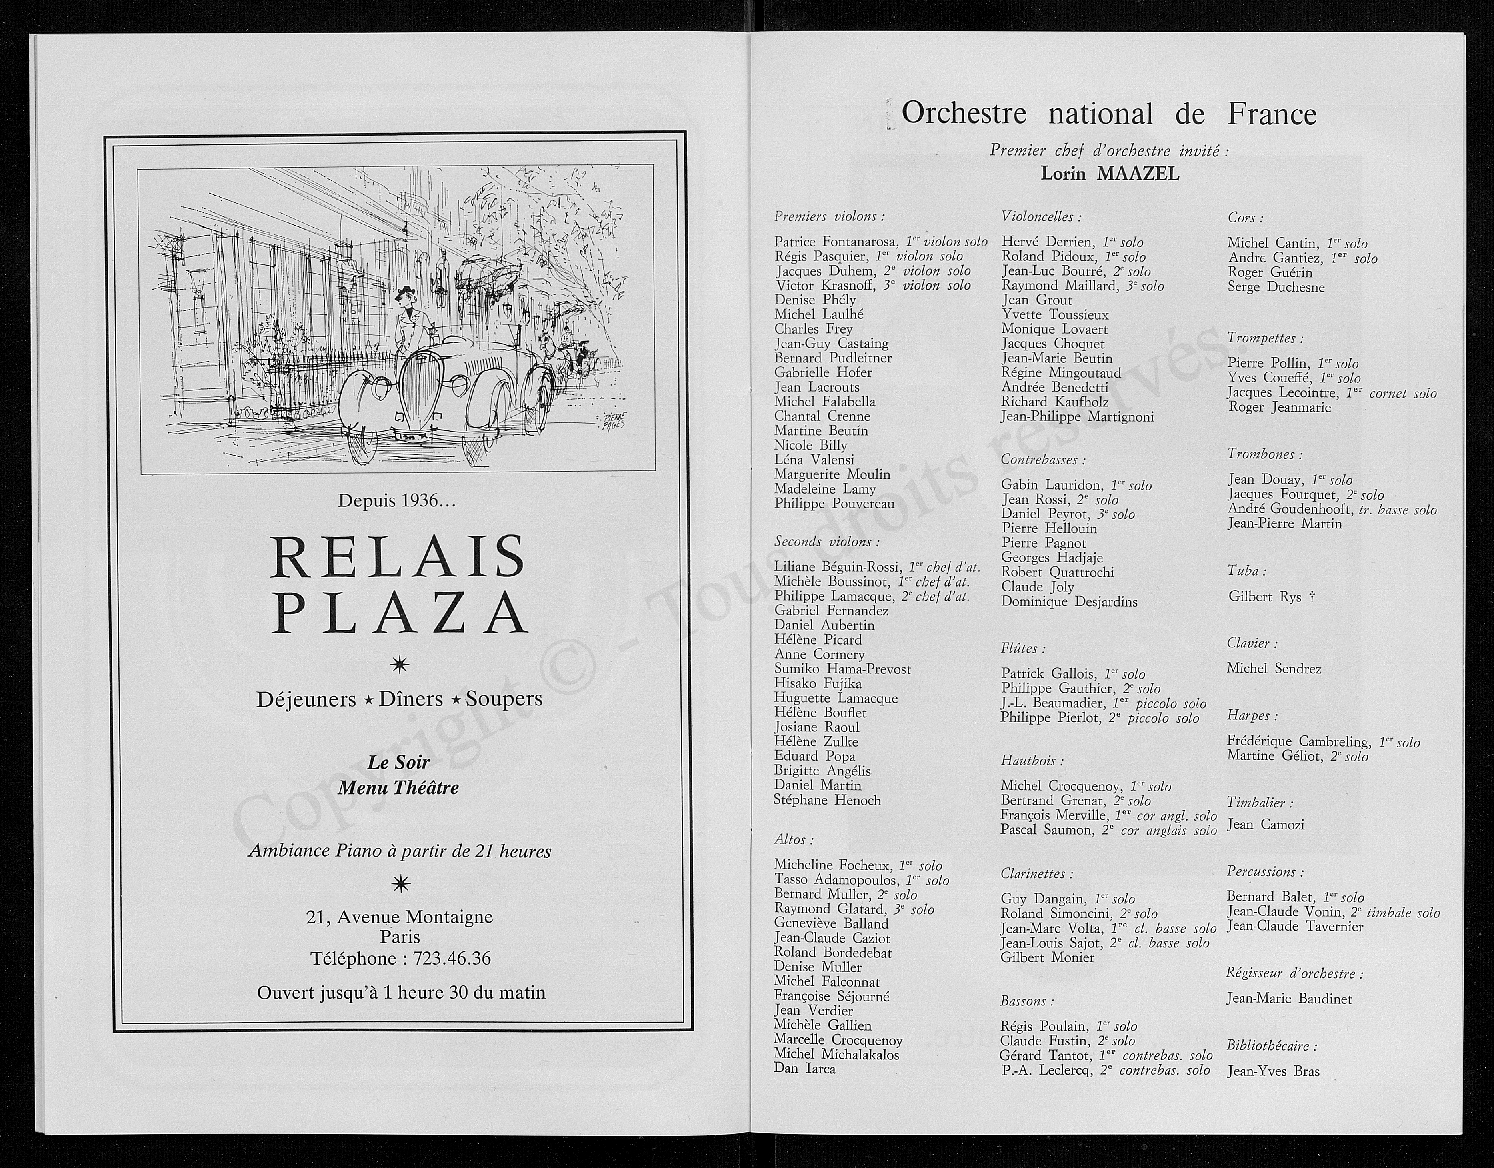 Depuis 1936...
RELAIS
PLAZA
Déjeuners ★ Dîners ★ Soupers
Le Soir
Menu Théâtre
Ambiance Piano à partir de 21 heures
21, Avenue Montaigne
Paris
Téléphone : 723.46.36
Ouvert jusqu'à 1 heure 30 du matin
Orchestre national de France
Premier chef d'orchestre invité :
Lorin MAAZEL
Premiers violons :
Patrice Fontanarosa, 1er violon solo
Régis Pasquier, 1er violon solo
Jacques Duhem, 2e violon solo
Victor Krasnoff, 3e violon solo
Denise Phély
Michel Laulhé
Charles Frey
Jean-Guy Castaing
Bernard Pudleitner
Gabrielle Hofer
Jean Lacrouts
Michel Falabella
Chantal Crenne
Martine Beutin
Nicole Billy
Léna Valensi
Marguerite Moulin
Madeleine Lamy
Philippe Pouvereau
Seconds violons :
Liliane Béguin-Rossi, 1er chef d'at.
Michèle Boussinot, 1er chef d'at.
Philippe Lamacque, 2e chef d'at.
Gabriel Fernandez
Daniel Aubertin
Hélène Picard
Anne Cormery
Sumiko Hama-Prevost
Hisako Fujika
Huguette Lamacque
Hélène Bouflet
Josiane Raoul
Hélène Zulke
Eduard Popa
Brigitte Angélis
Daniel Martin
Stéphane Henoch
Altos :
Micheline Focheux, 1er solo
Tasso Adamopoulos, 1er solo
Bernard Muller, 2e solo
Raymond Glatard, 3e solo
Geneviève Balland
Jean-Claude Caziot
Roland Bordedebat
Denise Muller
Michel Falconnat
Françoise Séjourné
Jean Verdier
Michèle Gallien
Marcelle Crocquenoy
Michel Michalakalos
Dan Iarca
Violoncelles :
Hervé Derrien, 1er solo
Roland Pidoux, 1er solo
Jean-Luc Bourré, 2e solo
Raymond Maillard, 3e solo
Jean Grout
Yvette Toussieux
Monique Lovaert
Jacques Choquet
Jean-Marie Beutin
Régine Mingoutaud
Andrée Benedetti
Richard Kaufholz
Jean-Philippe Martignoni
Contrebasses :
Gabin Lauridon, 1er solo
Jean Rossi, 2e solo
Daniel Peyrot, 3e solo
Pierre Hellouin
Pierre Pagnot
Georges Hadjaje
Robert Quattrochi
Claude Joly
Dominique Desjardins
Flûtes :
Patrick Gallois, 1er solo
Philippe Gauthier, 2e solo
J.-L. Beaumadier, 1er piccolo solo
Philippe Pierlot, 2e piccolo solo
Hautbois :
Michel Crocquenoy, 1er solo
Bertrand Grenat, 2e solo
François Merville, 1er cor angl. solo
Pascal Saumon, 2e cor anglais solo
Clarinettes :
Guy Dangain, 1er solo
Roland Simoncini, 2e solo
Jean-Marc Volta, 1re cl. basse solo
Jean-Louis Sajot, 2e cl. basse solo
Gilbert Monier
Bassons :
Régis Poulain, 1er solo
Claude Fustin, 2e solo
Gérard Tantot, 1er contrebas. solo
P.-A. Leclercq, 2e contrebas. solo
Cors :
Michel Cantin, 1er solo
André Gantiez, 1er solo
Roger Guérin
Serge Duchesne
Trompettes :
Pierre Pollin, 1er solo
Yves Coueffé, 1er solo
Jacques Lecointre, 1er cornet solo
Roger Jeanmarie
Trombones :
Jean Douay, 1er solo
Jacques Fourquet, 2e solo
André Goudenhooft, tr. basse solo
Jean-Pierre Martin
Tuba :
Gilbert Rys †
Clavier :
Michel Sendrez
Harpes :
Frédérique Cambreling, 1er solo
Martine Géliot, 2e solo
Timbalier :
Jean Camozi
Percussions :
Bernard Balet, 1er solo
Jean-Claude Vonin, 2e timbale solo
Jean-Claude Tavernier
Régisseur d'orchestre :
Jean-Marie Baudinet
Bibliothécaire :
Jean-Yves Bras
Copyright © - Tous droits réservés